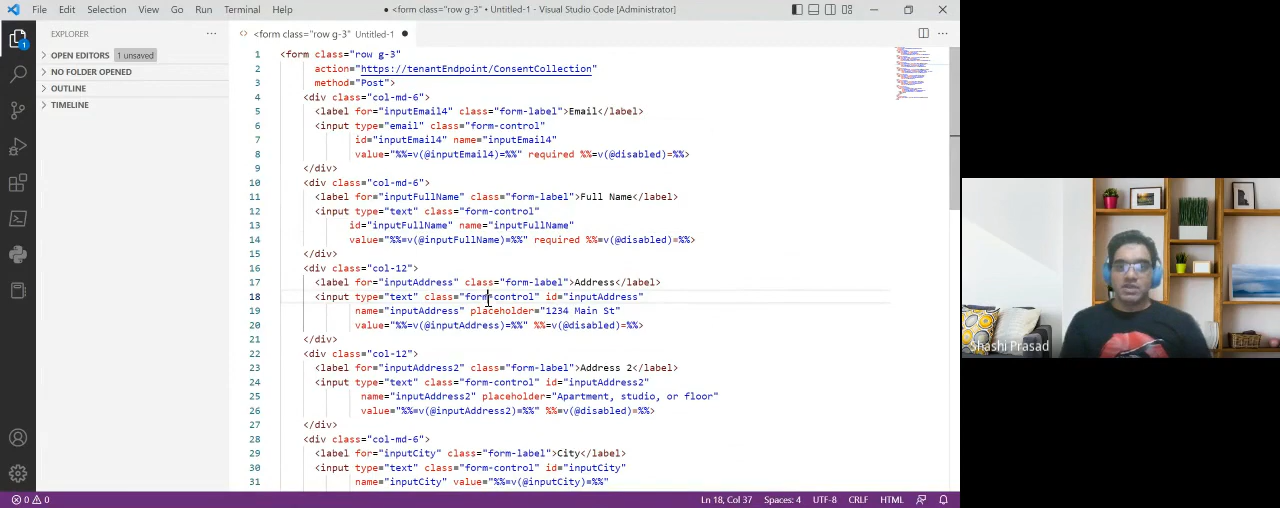 File Edit Selection View Go Run Terminal Help
● <form class="row g-3" • Untitled-1 - Visual Studio Code [Administrator]
EXPLORER ···
<form class="row g-3" Untitled-1 ●
OPEN EDITORS 1 unsaved
NO FOLDER OPENED
OUTLINE
TIMELINE
1
1 <form class="row g-3"
2 action="https://tenantEndpoint/ConsentCollection"
3 method="Post">
4 <div class="col-md-6">
5 <label for="inputEmail4" class="form-label">Email</label>
6 <input type="email" class="form-control"
7 id="inputEmail4" name="inputEmail4"
8 value="%%=v(@inputEmail4)=%%" required %%=v(@disabled)=%%>
9 </div>
10 <div class="col-md-6">
11 <label for="inputFullName" class="form-label">Full Name</label>
12 <input type="text" class="form-control"
13 id="inputFullName" name="inputFullName"
14 value="%%=v(@inputFullName)=%%" required %%=v(@disabled)=%%>
15 </div>
16 <div class="col-12">
17 <label for="inputAddress" class="form-label">Address</label>
18 <input type="text" class="form-control" id="inputAddress"
19 name="inputAddress" placeholder="1234 Main St"
20 value="%%=v(@inputAddress)=%%" %%=v(@disabled)=%%>
21 </div>
22 <div class="col-12">
23 <label for="inputAddress2" class="form-label">Address 2</label>
24 <input type="text" class="form-control" id="inputAddress2"
25 name="inputAddress2" placeholder="Apartment, studio, or floor"
26 value="%%=v(@inputAddress2)=%%" %%=v(@disabled)=%%>
27 </div>
28 <div class="col-md-6">
29 <label for="inputCity" class="form-label">City</label>
30 <input type="text" class="form-control" id="inputCity"
31 name="inputCity" value="%%=v(@inputCity)=%%"
0 0
Ln 18, Col 37 Spaces: 4 UTF-8 CRLF HTML
Shashi Prasad